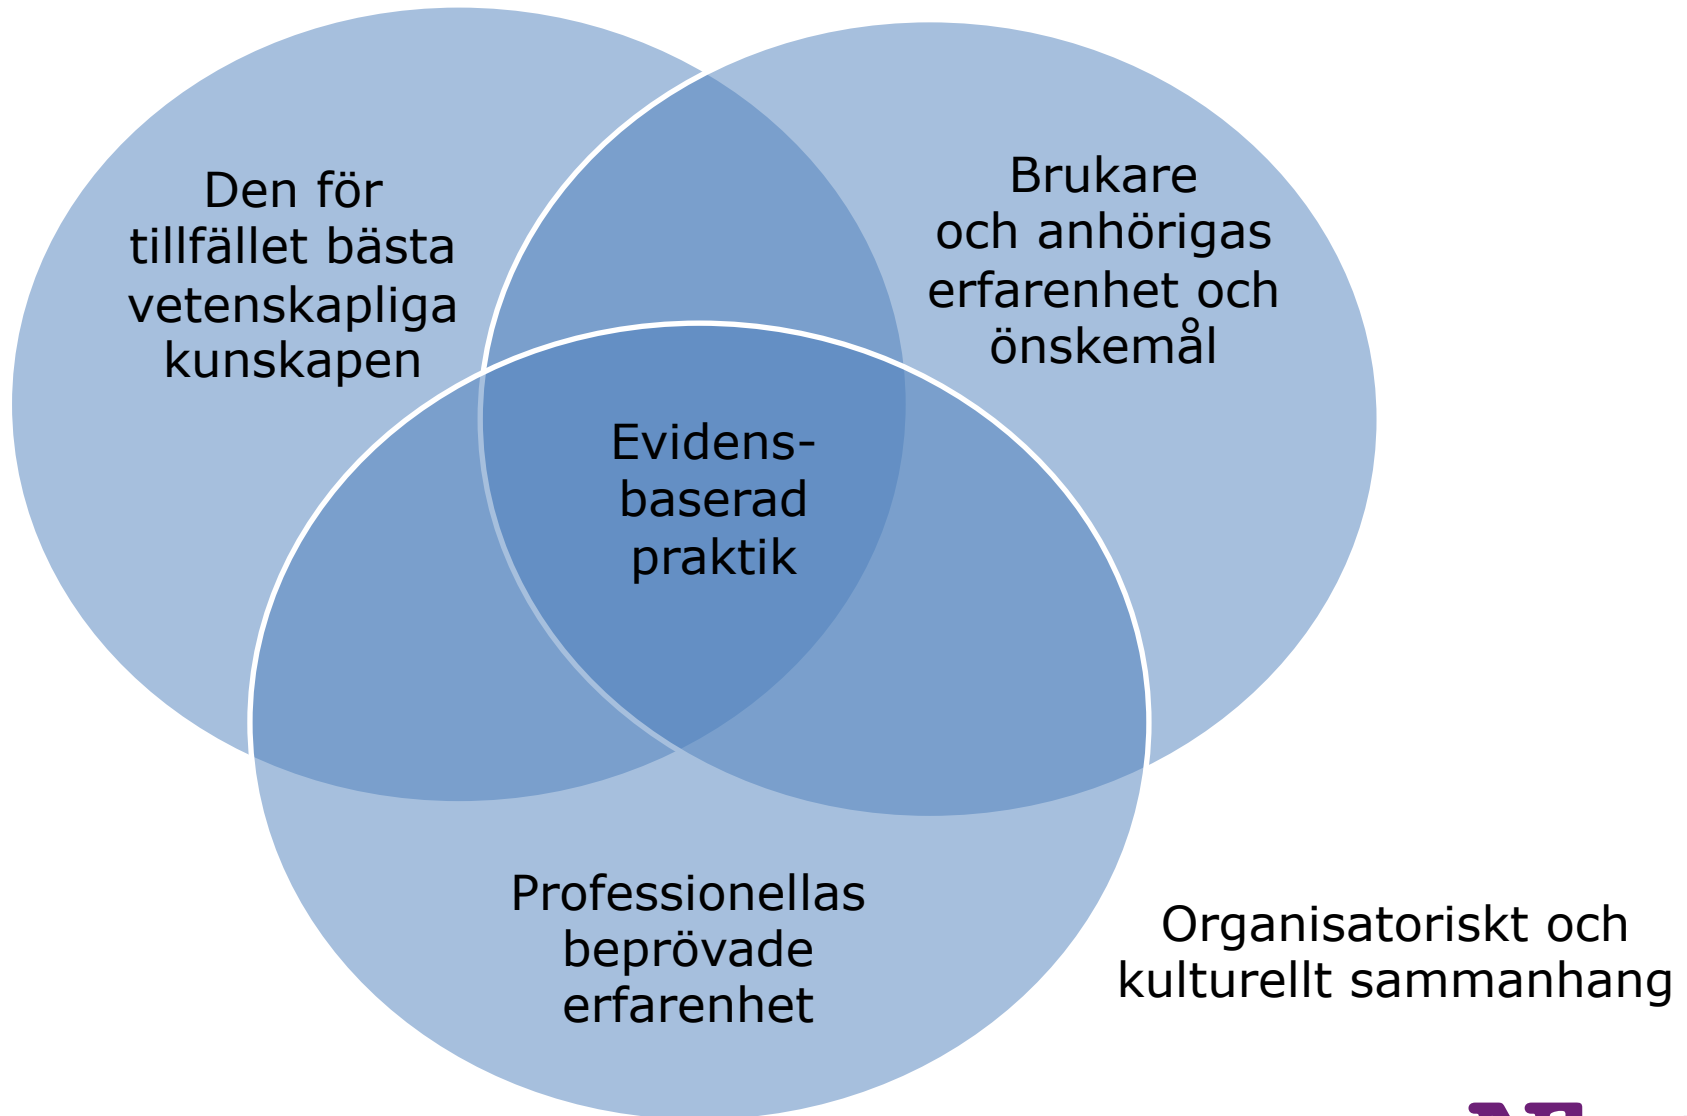 Den för
tillfället bästa
vetenskapliga
kunskapen
Brukare
och anhörigas
erfarenhet och
önskemål
Evidens-
baserad
praktik
Professionellas
beprövade
erfarenhet
Organisatoriskt och
kulturellt sammanhang